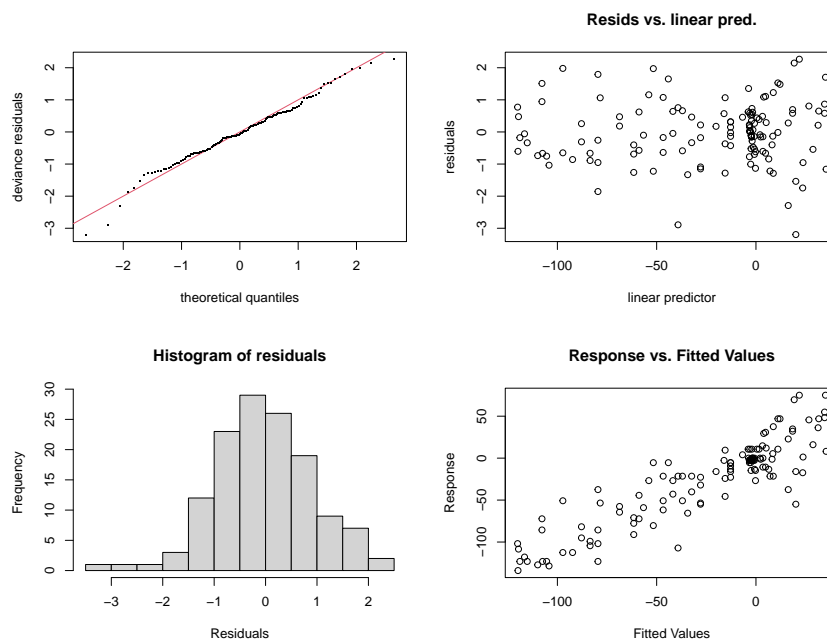 −2 −1 0 1 2
−3 −2 −1 0 1 2
theoretical quantiles
deviance residuals
Resids vs. linear pred.
−100 −50 0
−3 −2 −1 0 1 2
linear predictor
residuals
Histogram of residuals
−3 −2 −1 0 1 2
0 5 10 15 20 25 30
Residuals
Frequency
Response vs. Fitted Values
−100 −50 0
−100 −50 0 50
Fitted Values
Response